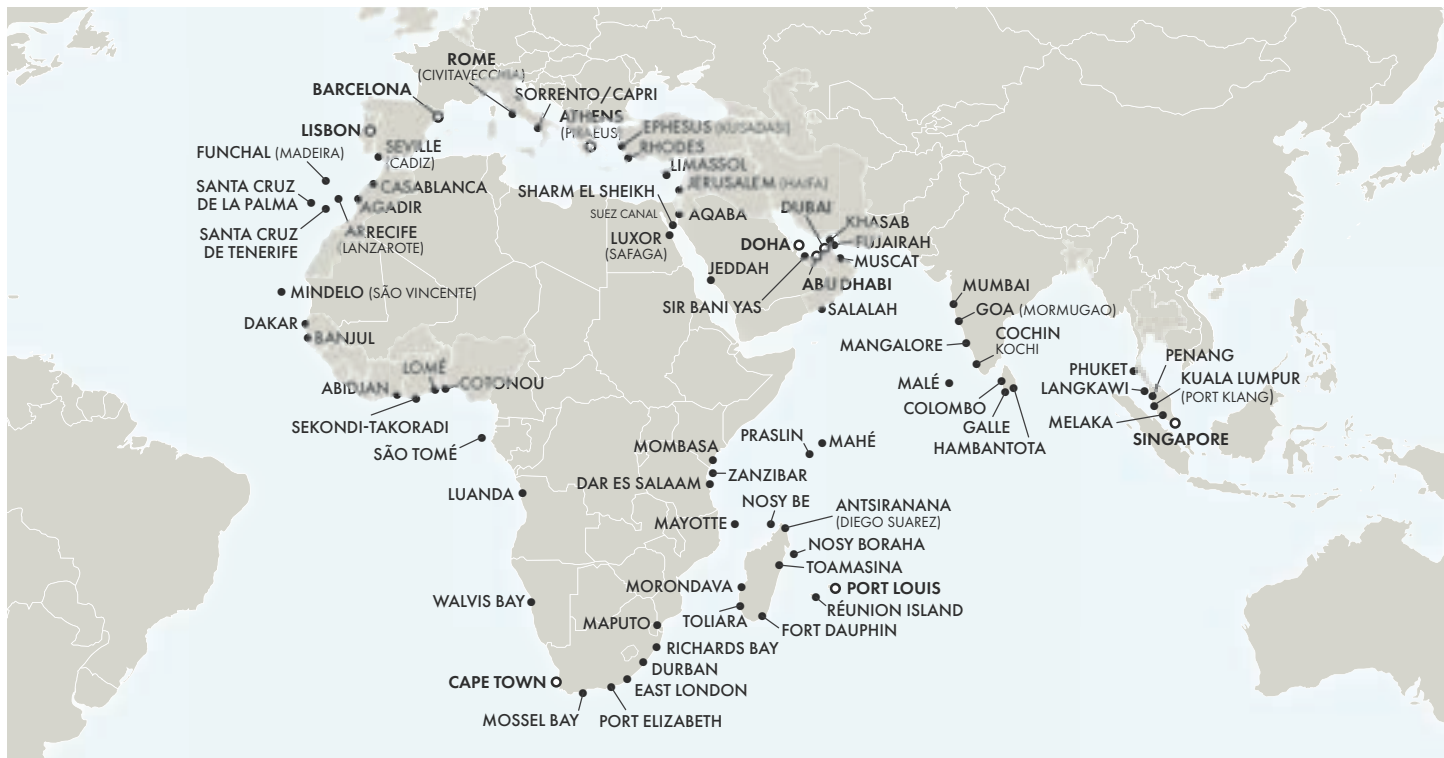 ROME
(CIVITAVECCHIA)
BARCELONA
SORRENTO/CAPRI
ATHENS
(PIRAEUS)
LISBON
EPHESUS (KUSADASI)
RHODES
SEVILLE
(CADIZ)
FUNCHAL (MADEIRA)
LIMASSOL
SANTA CRUZ
DE LA PALMA
CASABLANCA
SHARM EL SHEIKH
JERUSALEM (HAIFA)
AGADIR
SUEZ CANAL
AQABA
DUBAI
KHASAB
SANTA CRUZ
DE TENERIFE
ARRECIFE
(LANZAROTE)
LUXOR
(SAFAGA)
DOHA
FUJAIRAH
MUSCAT
JEDDAH
ABU DHABI
SIR BANI YAS
SALALAH
MINDELO (SÃO VINCENTE)
DAKAR
BANJUL
MUMBAI
GOA (MORMUGAO)
COCHIN
KOCHI
MANGALORE
LOMÉ
ABIDJAN
COTONOU
MALÉ
COLOMBO
GALLE
HAMBANTOTA
PHUKET
PENANG
LANGKAWI
KUALA LUMPUR
(PORT KLANG)
MELAKA
SINGAPORE
SEKONDI-TAKORADI
SÃO TOMÉ
MOMBASA
PRASLIN
MAHÉ
ZANZIBAR
DAR ES SALAAM
LUANDA
NOSY BE
ANTSIRANANA
(DIEGO SUAREZ)
MAYOTTE
NOSY BORAHA
TOAMASINA
MORONDAVA
PORT LOUIS
WALVIS BAY
RÉUNION ISLAND
MAPUTO
TOLIARA
FORT DAUPHIN
RICHARDS BAY
DURBAN
CAPE TOWN
EAST LONDON
MOSSEL BAY
PORT ELIZABETH